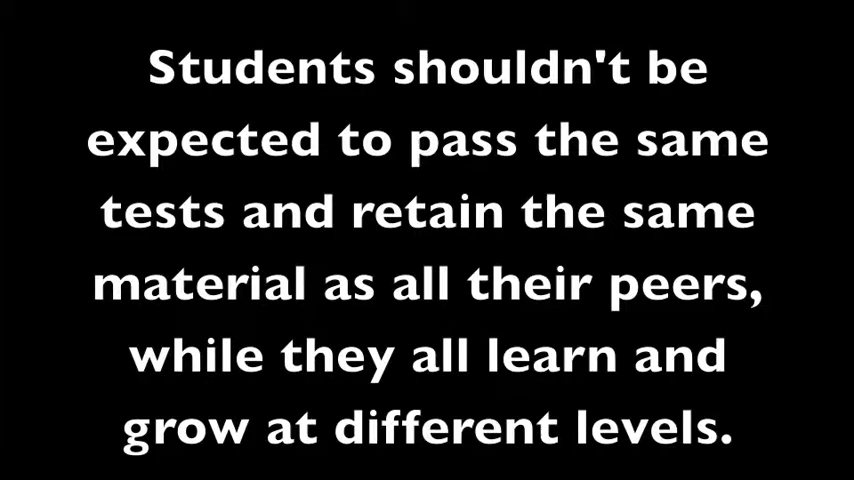 Students shouldn't be
expected to pass the same
tests and retain the same
material as all their peers,
while they all learn and
grow at different levels.